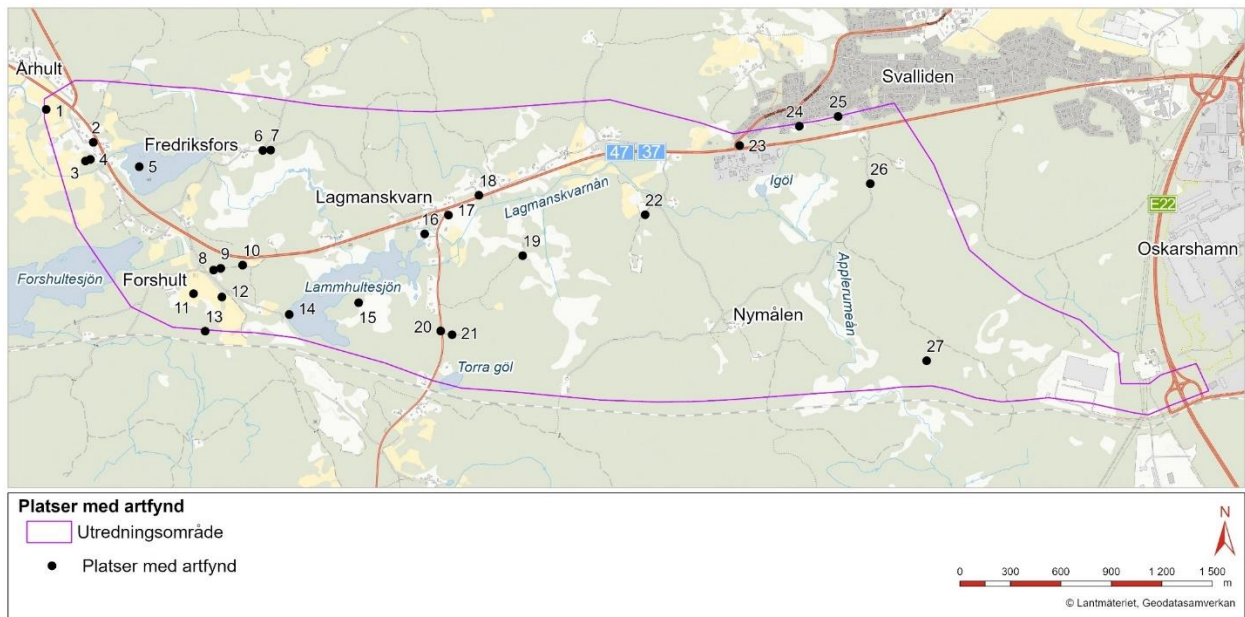 Århult
Svalliden
1
2
3
4
5
Fredriksfors
6
7
24
25
23
47
37
E22
Lagmanskvarn
18
17
16
Lagmanskvarnån
Igöl
22
26
19
Oskarshamn
8
9
10
Forshultesjön
Forshult
Lammhultesjön
11
12
13
14
15
Applerumeån
Nymålen
20
21
Torra göl
27
Platser med artfynd
Utredningsområde
Platser med artfynd
N
0 300 600 900 1 200 1 500
m
© Lantmäteriet, Geodatasamverkan